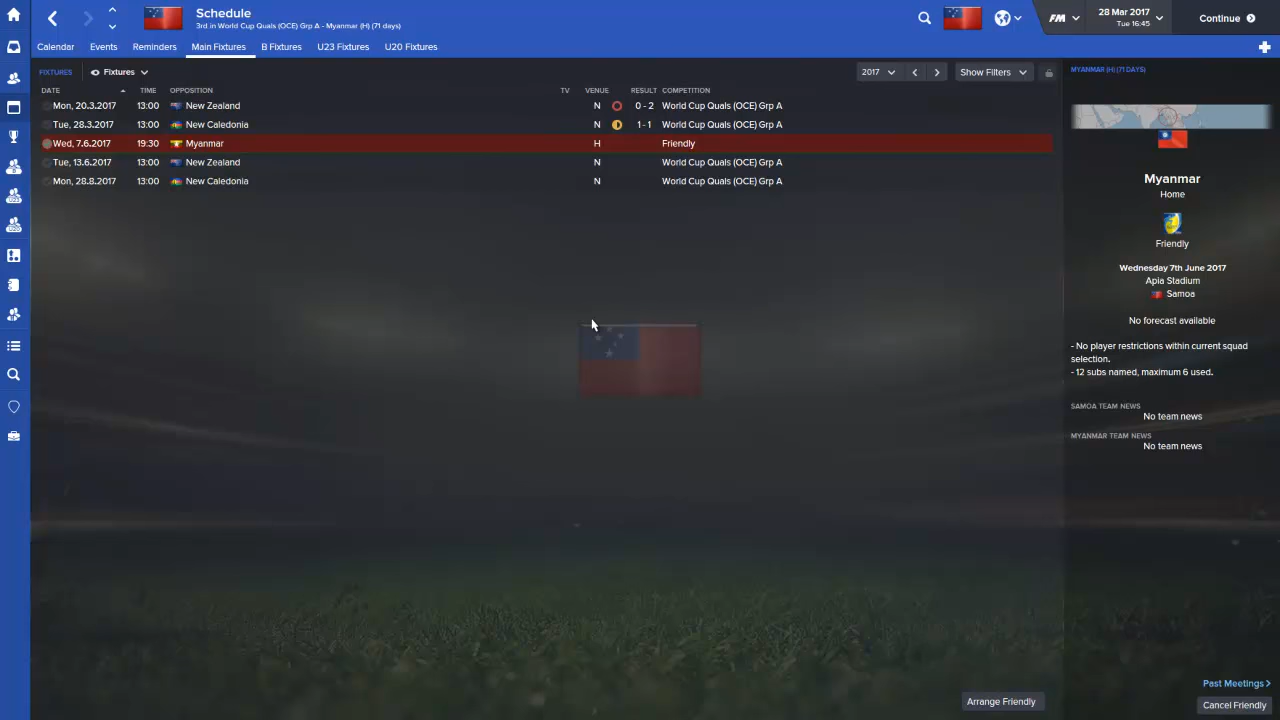 Schedule
3rd in World Cup Quals (OCE) Grp A - Myanmar (H) (71 days)
FM
28 Mar 2017
Tue 16:45
Continue
Calendar Events Reminders Main Fixtures B Fixtures U23 Fixtures U20 Fixtures
FIXTURES Fixtures 2017 Show Filters
DATE TIME OPPOSITION TV VENUE RESULT COMPETITION
Mon, 20.3.2017 13:00 New Zealand N 0 - 2 World Cup Quals (OCE) Grp A
Tue, 28.3.2017 13:00 New Caledonia N 1 - 1 World Cup Quals (OCE) Grp A
Wed, 7.6.2017 19:30 Myanmar H Friendly
Tue, 13.6.2017 13:00 New Zealand N World Cup Quals (OCE) Grp A
Mon, 28.8.2017 13:00 New Caledonia N World Cup Quals (OCE) Grp A
MYANMAR (H) (71 DAYS)
Myanmar
Home
Friendly
Wednesday 7th June 2017
Apia Stadium
Samoa
No forecast available
- No player restrictions within current squad
selection.
- 12 subs named, maximum 6 used.
SAMOA TEAM NEWS
No team news
MYANMAR TEAM NEWS
No team news
Past Meetings >
Arrange Friendly
Cancel Friendly